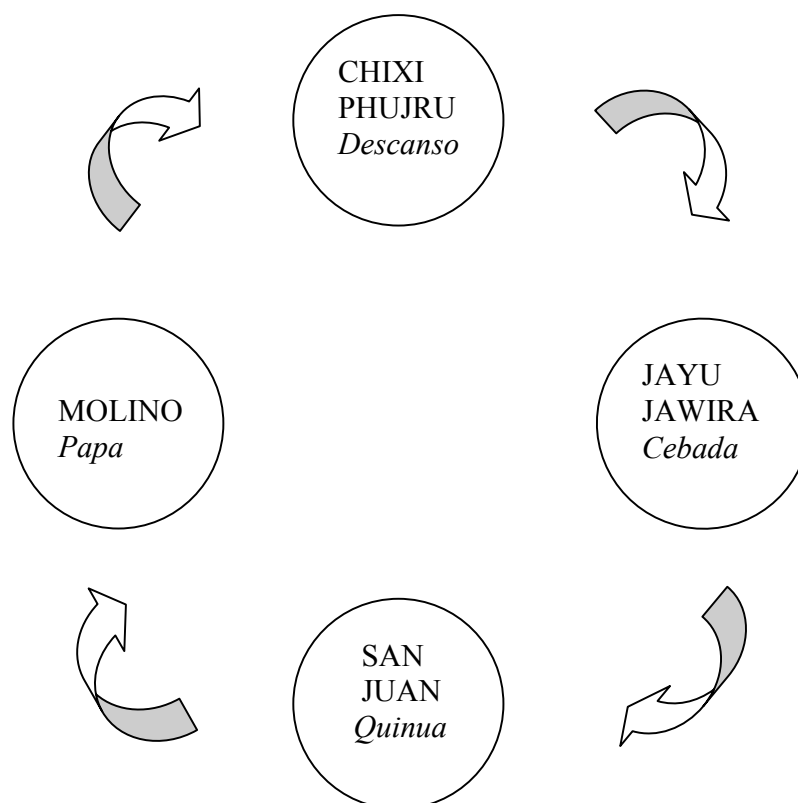 CHIXI
PHUJRU
Descanso
MOLINO
Papa
JAYU
JAWIRA
Cebada
SAN
JUAN
Quinua